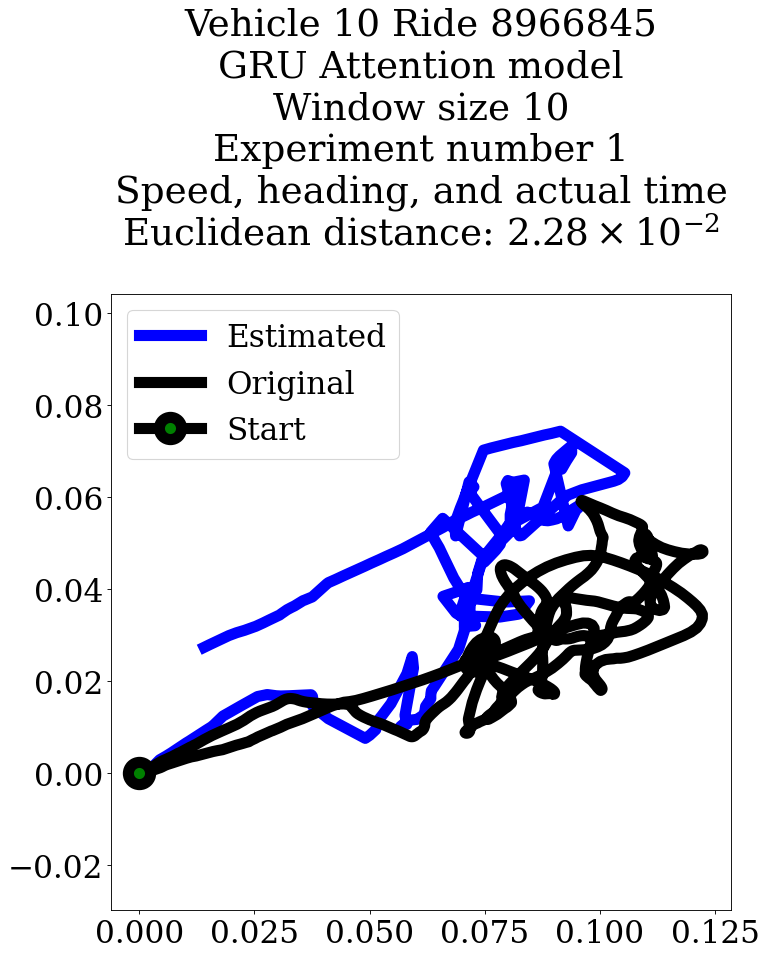 Vehicle 10 Ride 8966845
GRU Attention model
Window size 10
Experiment number 1
Speed, heading, and actual time
Euclidean distance: 2.28 × 10⁻²
Estimated
Original
Start
0.10
0.08
0.06
0.04
0.02
0.00
−0.02
0.000 0.025 0.050 0.075 0.100 0.125